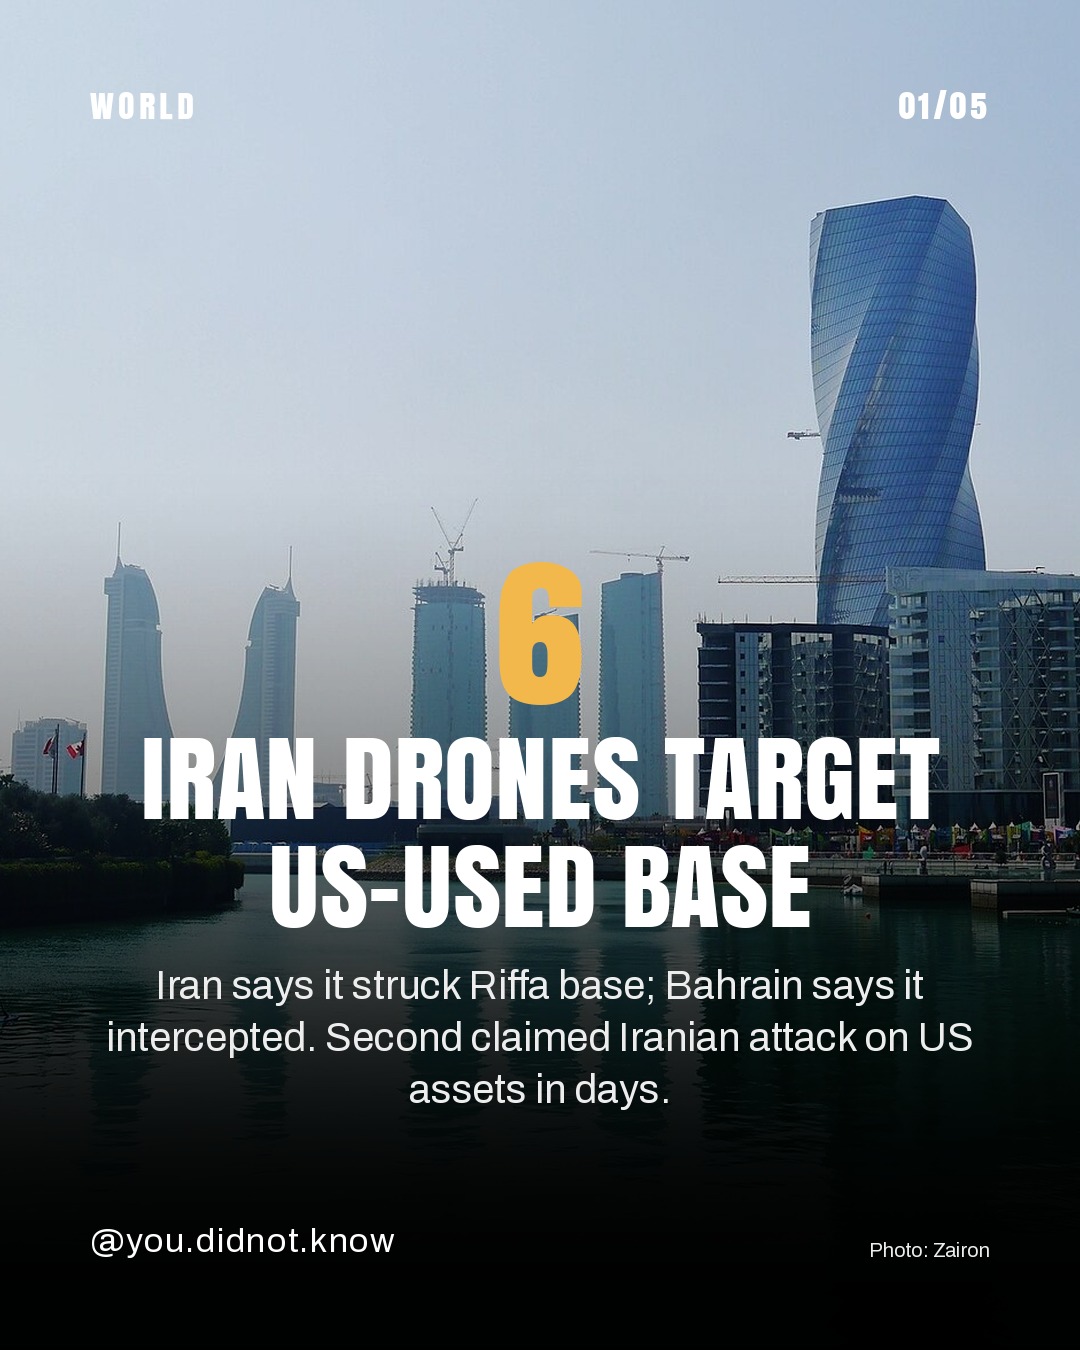 WORLD
01/05
6
IRAN DRONES TARGET
US-USED BASE
Iran says it struck Riffa base; Bahrain says it
intercepted. Second claimed Iranian attack on US
assets in days.
@you.didnot.know
Photo: Zairon